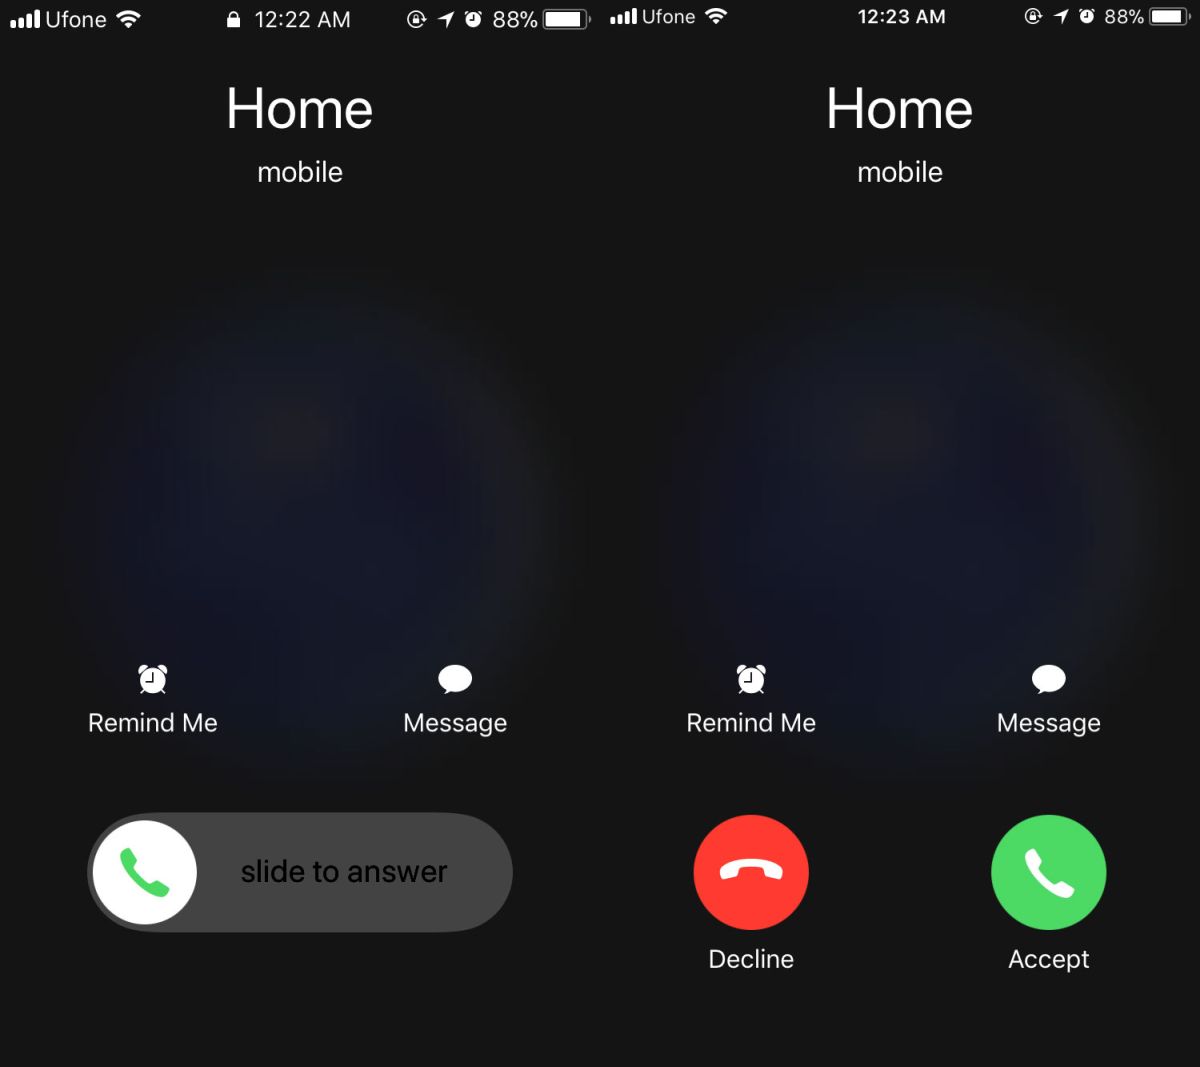 Ufone 12:22 AM 88%
Home
mobile
Remind Me Message
slide to answer
Ufone 12:23 AM 88%
Home
mobile
Remind Me Message
Decline Accept